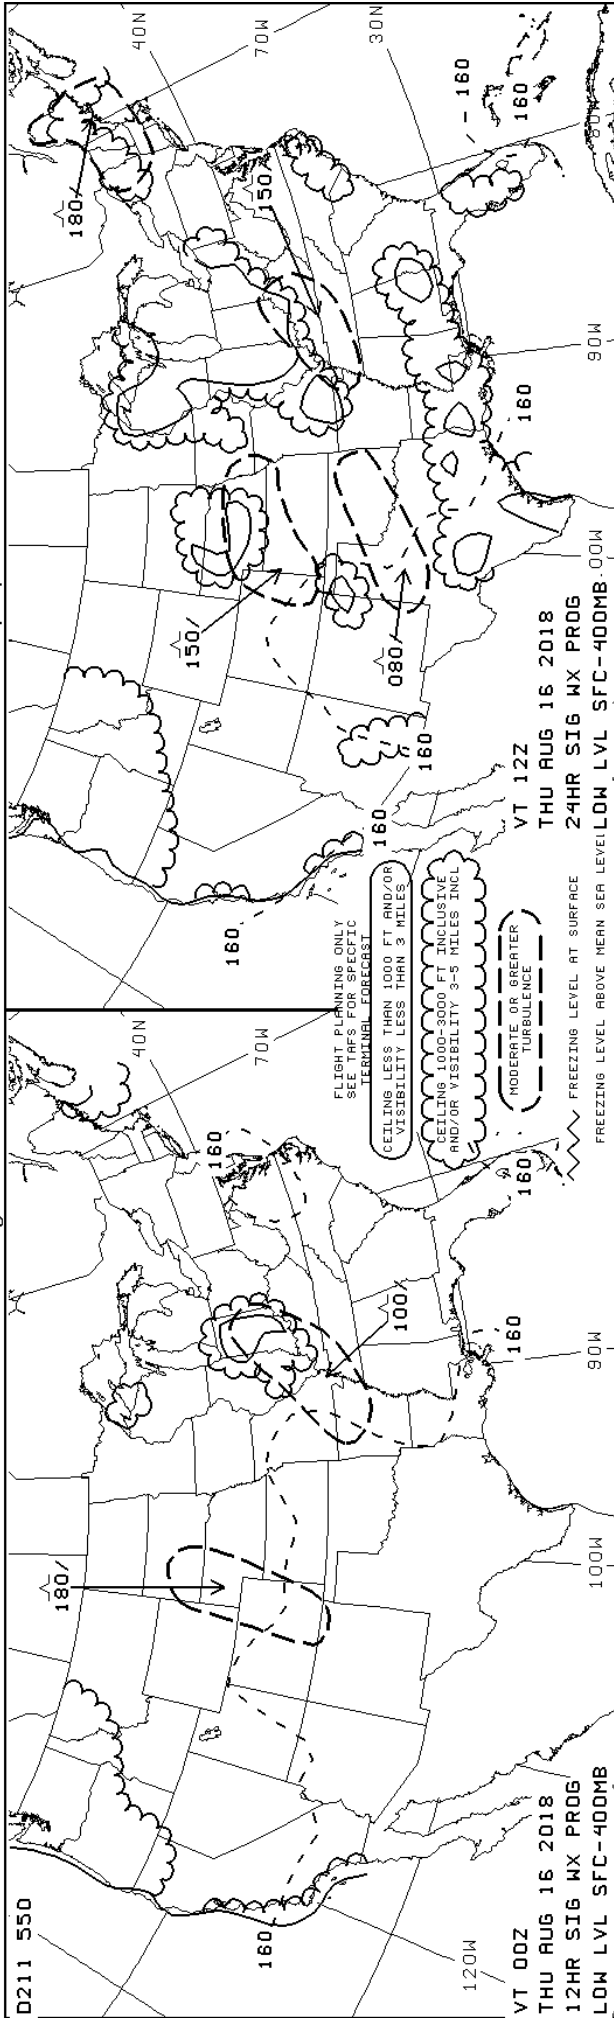 D211 550
180/
100/
160
160
160
160
40N
70W
90W
100W
120W
VT 00Z
THU AUG 16 2018
12HR SIG WX PROG
LOW LVL SFC-400MB
FLIGHT PLANNING ONLY
SEE TAFS FOR SPECFIC
TERMINAL FORECAST
CEILING LESS THAN 1000 FT AND/OR
VISIBILITY LESS THAN 3 MILES
CEILING 1000-3000 FT INCLUSIVE
AND/OR VISIBILITY 3-5 MILES INCL
MODERATE OR GREATER
TURBULENCE
FREEZING LEVEL AT SURFACE
FREEZING LEVEL ABOVE MEAN SEA LEVEL
180/
150/
150/
080/
160
160
160
160
160
160
40N
70W
30N
80W
90W
00W
VT 12Z
THU AUG 16 2018
24HR SIG WX PROG
LOW LVL SFC-400MB